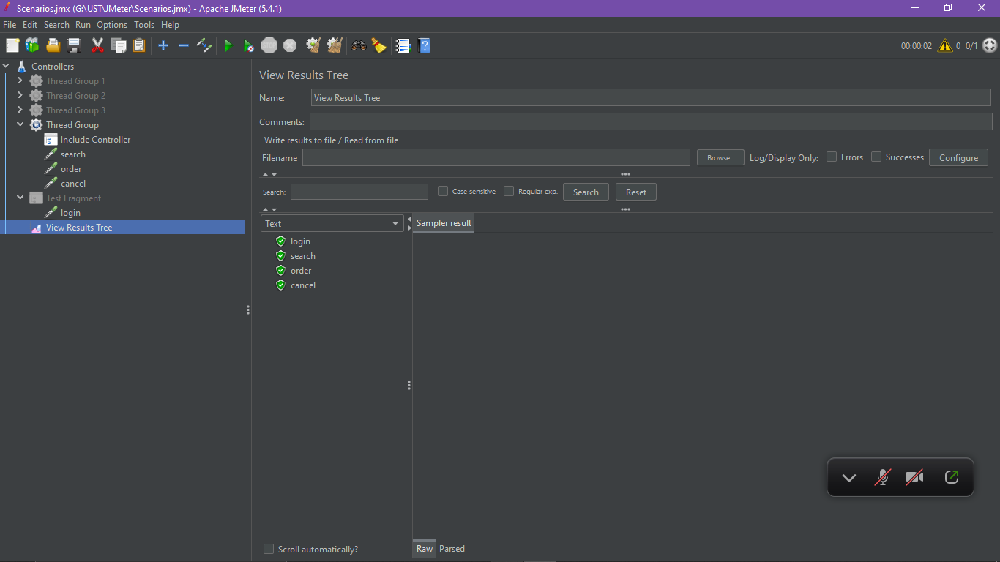 Scenarios.jmx (G:\UST\JMeter\Scenarios.jmx) - Apache JMeter (5.4.1)
File Edit Search Run Options Tools Help
STOP
00:00:02 0 0/1
Controllers
Thread Group 1
Thread Group 2
Thread Group 3
Thread Group
Include Controller
search
order
cancel
Test Fragment
login
View Results Tree
View Results Tree
Name: View Results Tree
Comments:
Write results to file / Read from file
Filename Browse... Log/Display Only: Errors Successes Configure
Search: Case sensitive Regular exp. Search Reset
Text
login
search
order
cancel
Scroll automatically?
Sampler result
Raw Parsed